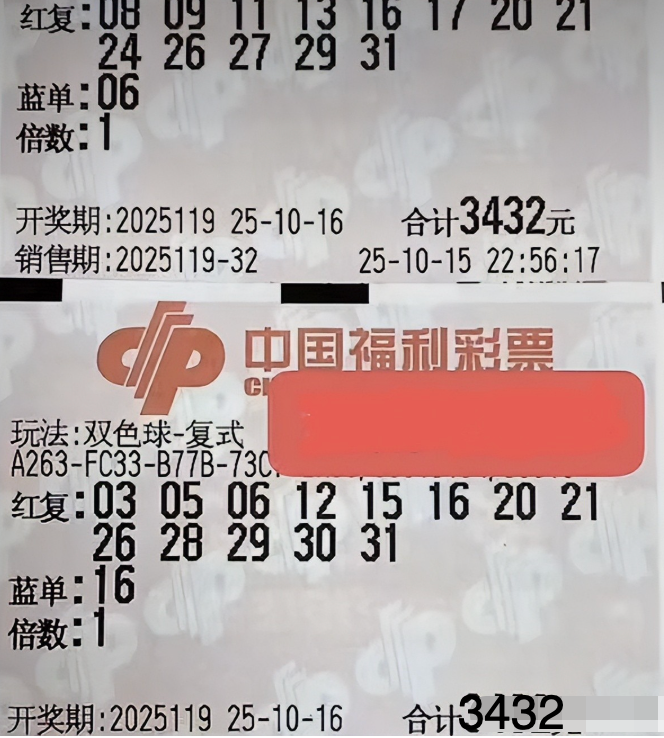 红复:08 09 11 13 16 17 20 21
24 26 27 29 31
蓝单:06
倍数:1
开奖期:2025119 25-10-16 合计3432元
销售期:2025119-32 25-10-15 22:56:17
中国福利彩票
玩法:双色球-复式
A263-FC33-B77B-73C
红复:03 05 06 12 15 16 20 21
26 28 29 30 31
蓝单:16
倍数:1
开奖期:2025119 25-10-16 合计3432